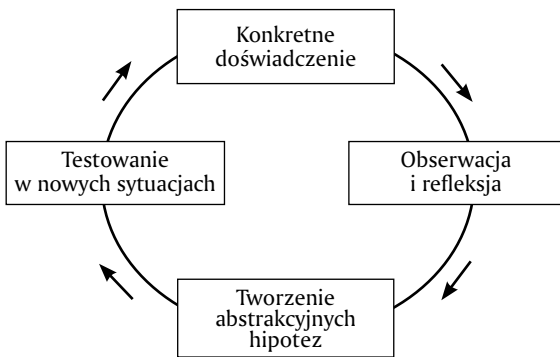 Konkretne
doświadczenie
Testowanie
w nowych sytuacjach
Obserwacja
i refleksja
Tworzenie
abstrakcyjnych
hipotez